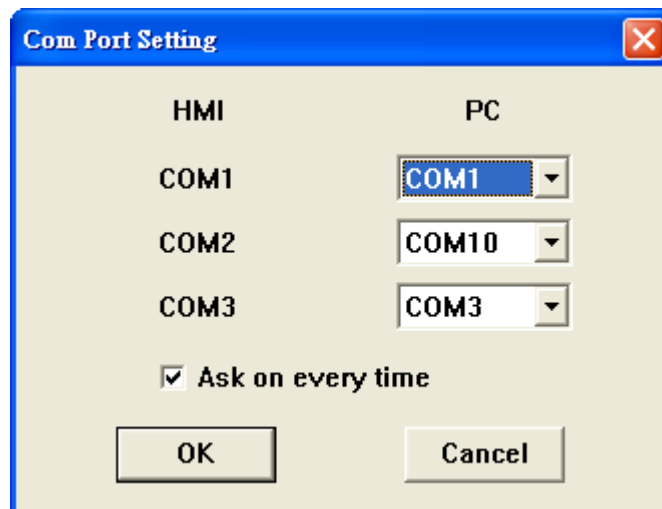 Com Port Setting
HMI PC
COM1 COM1
COM2 COM10
COM3 COM3
Ask on every time
OK Cancel